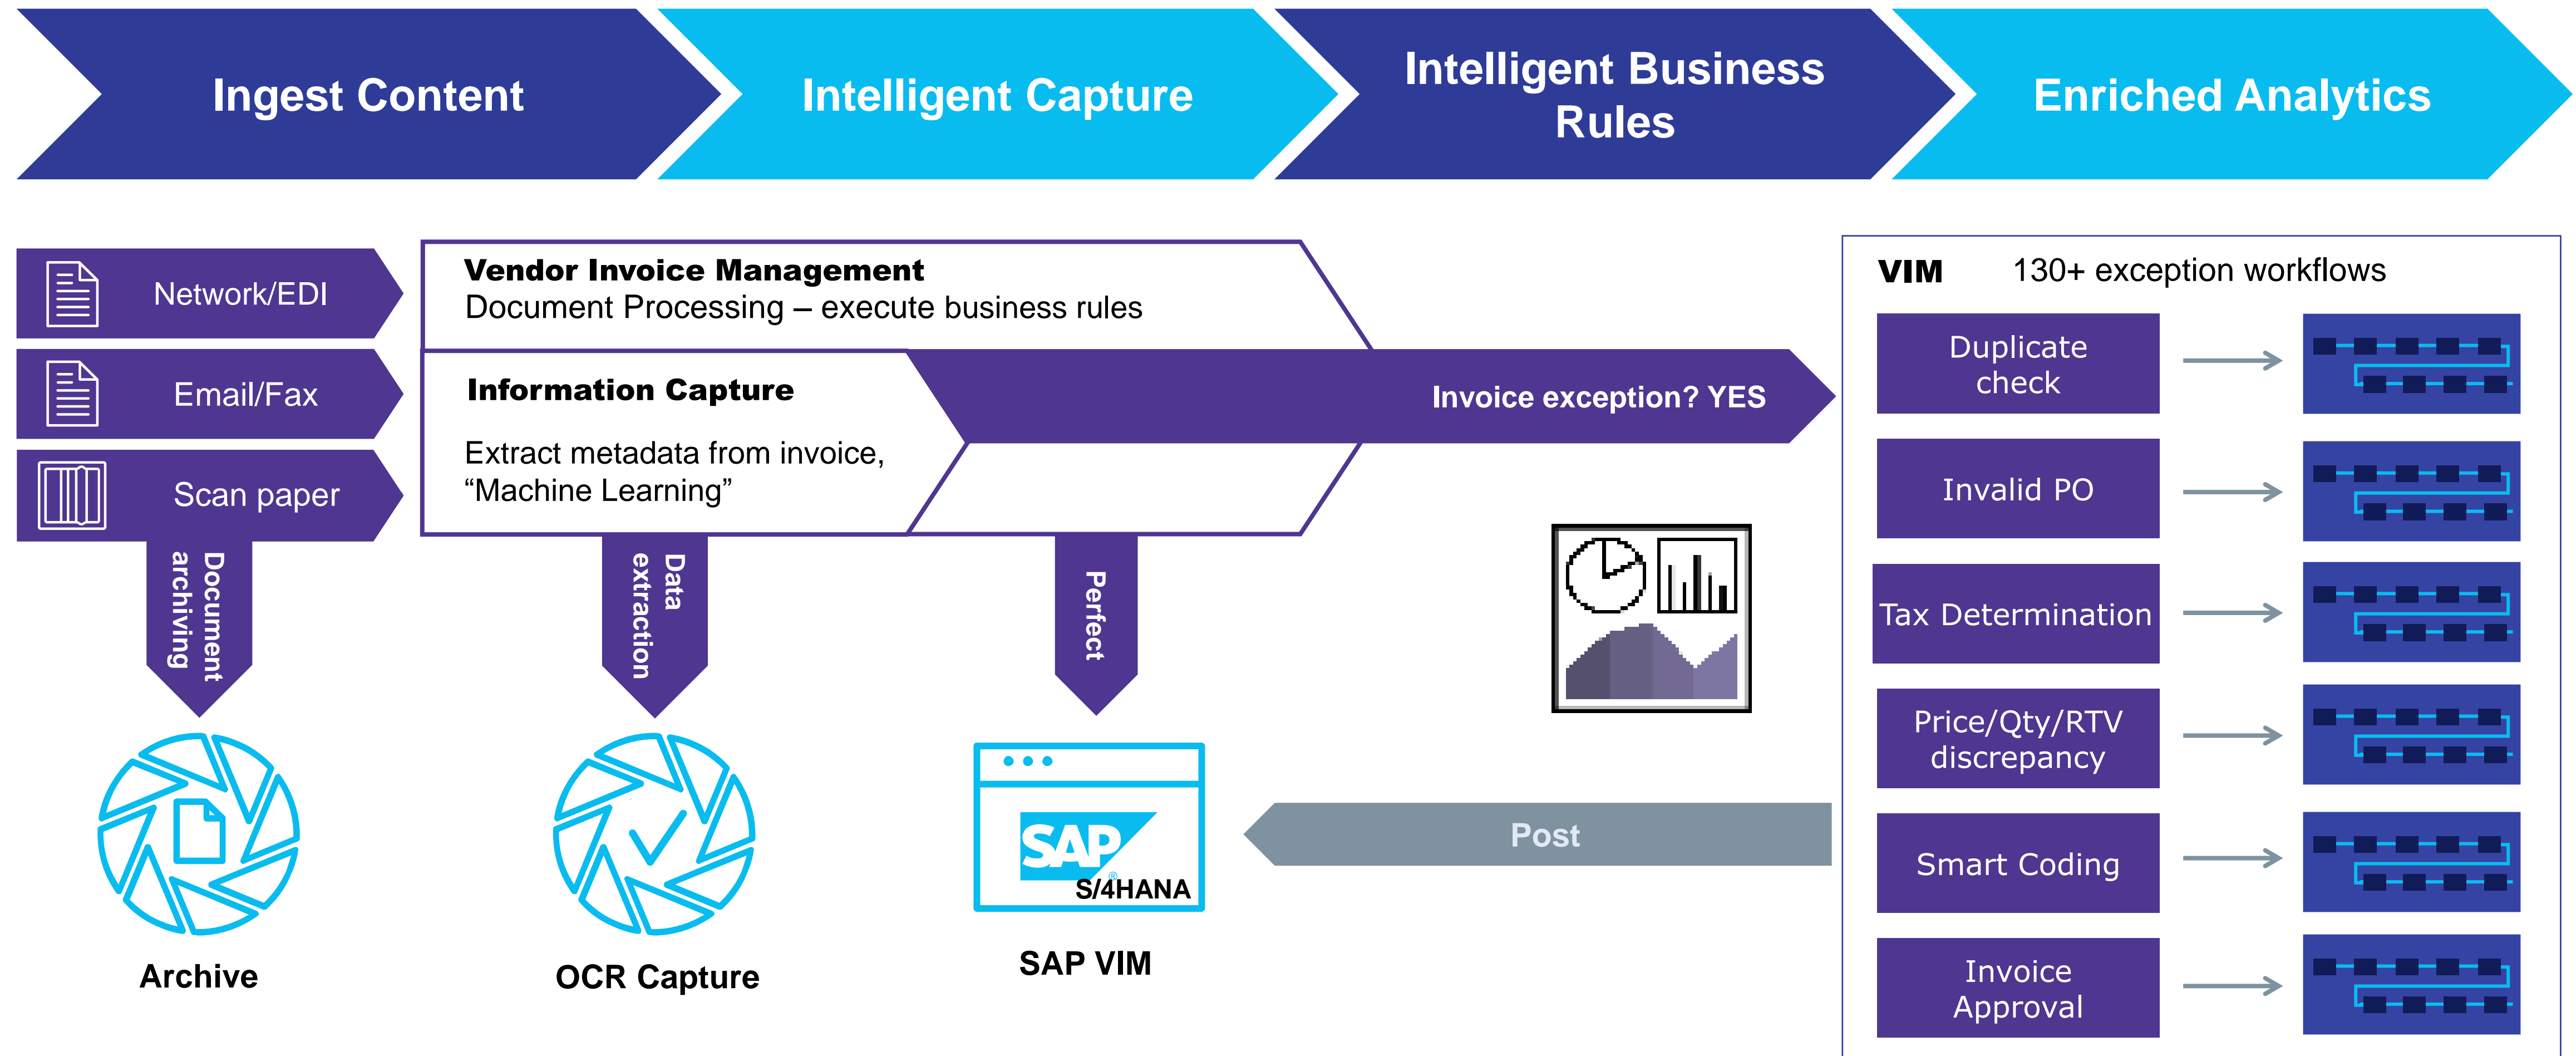 Ingest Content
Intelligent Capture
Intelligent Business
Rules
Enriched Analytics
Network/EDI
Email/Fax
Scan paper
Document
archiving
Archive
Vendor Invoice Management
Document Processing – execute business rules
Information Capture
Extract metadata from invoice,
“Machine Learning”
Invoice exception? YES
Data
extraction
OCR Capture
Perfect
SAP®
S/4HANA
SAP VIM
Post
VIM 130+ exception workflows
Duplicate
check
Invalid PO
Tax Determination
Price/Qty/RTV
discrepancy
Smart Coding
Invoice
Approval